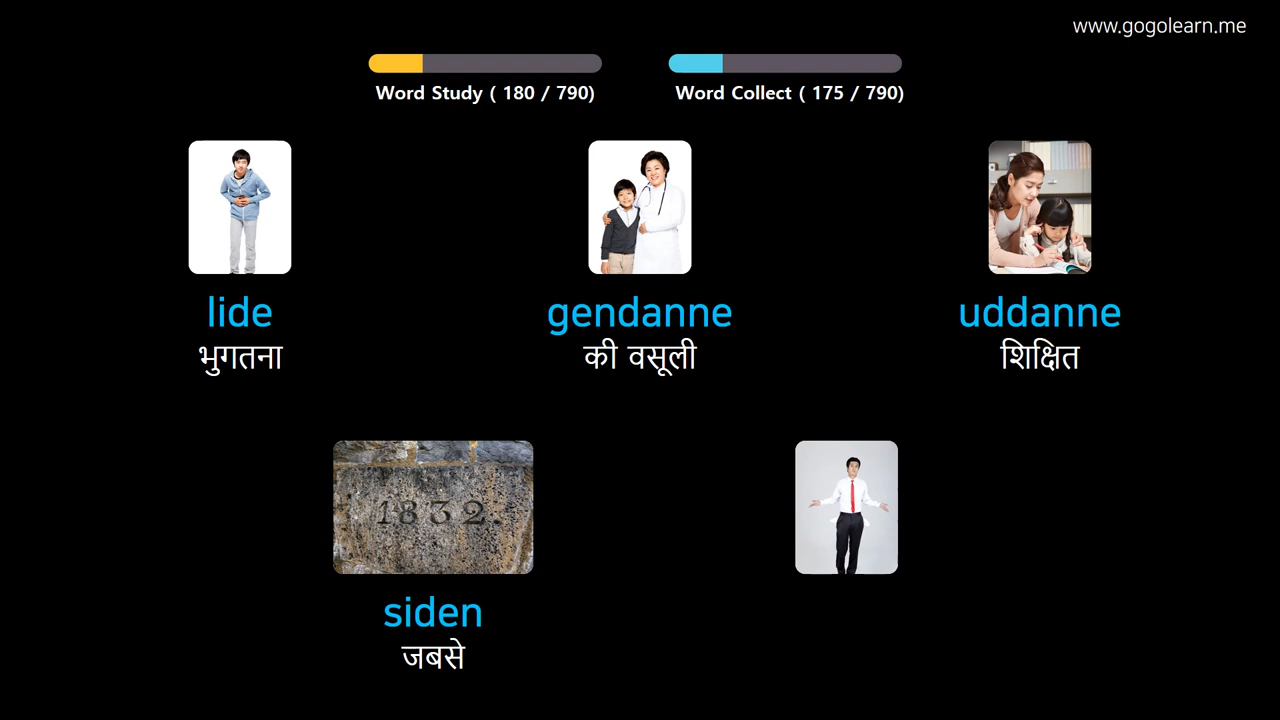 www.gogolearn.me
Word Study ( 180 / 790)
Word Collect ( 175 / 790)
lide
भुगतना
gendanne
की वसूली
uddanne
शिक्षित
1832.
siden
जबसे